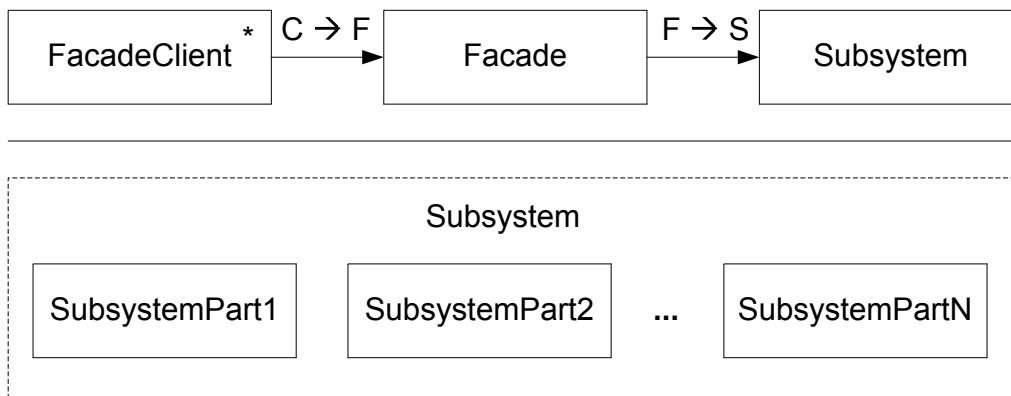 FacadeClient *
C → F
Facade
F → S
Subsystem
Subsystem
SubsystemPart1
SubsystemPart2
...
SubsystemPartN